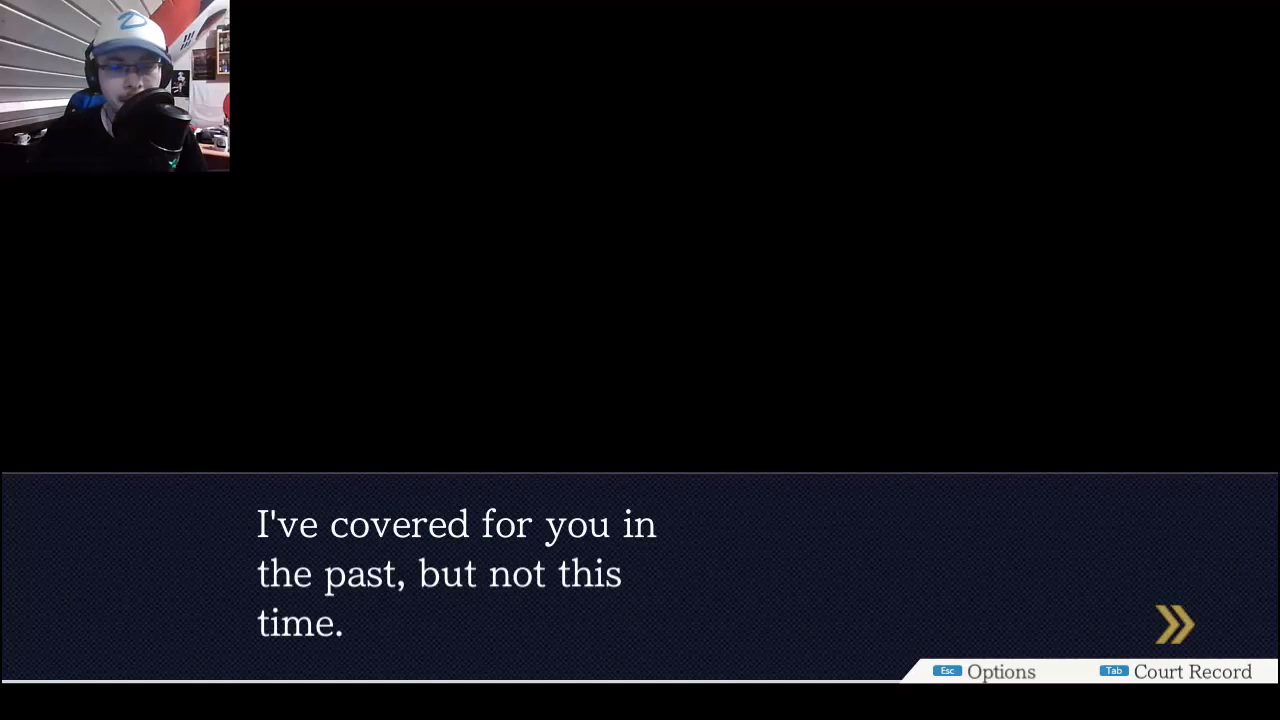 I've covered for you in
the past, but not this
time.
Esc Options Tab Court Record